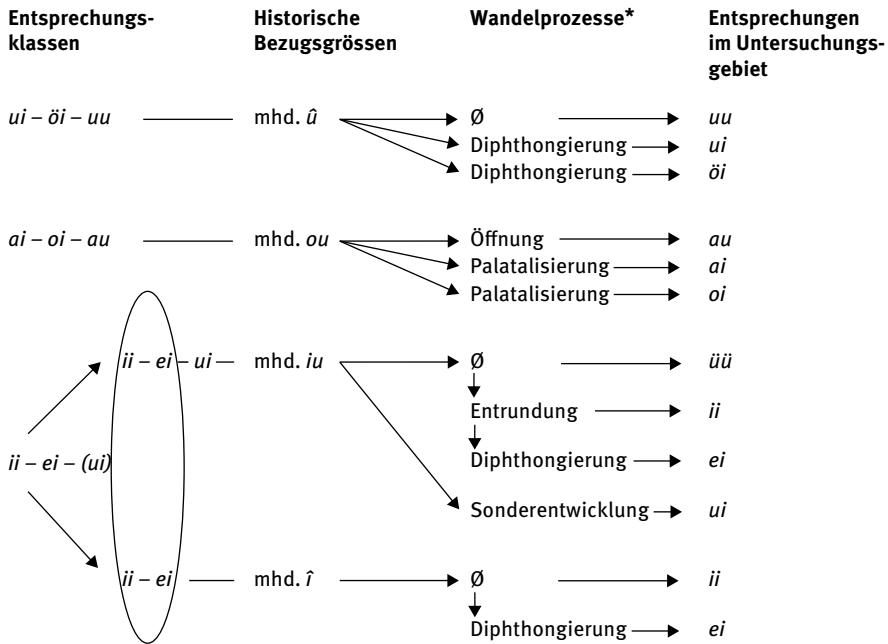 Entsprechungs- Historische Wandelprozesse* Entsprechungen
klassen Bezugsgrössen im Untersuchungs-
gebiet
ui – öi – uu mhd. û Ø uu
Diphthongierung ui
Diphthongierung öi
ai – oi – au mhd. ou Öffnung au
Palatalisierung ai
Palatalisierung oi
ii – ei – ui mhd. iu Ø üü
Entrundung ii
ii – ei – (ui) Diphthongierung ei
Sonderentwicklung ui
ii – ei mhd. î Ø ii
Diphthongierung ei